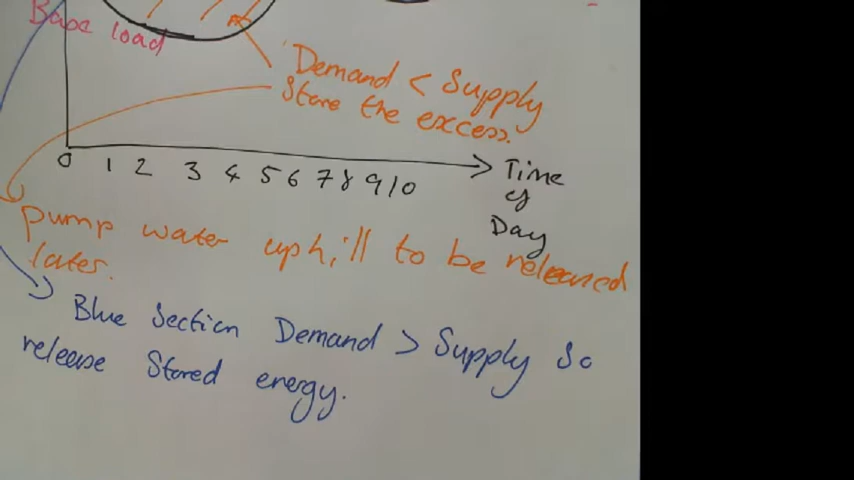 Base load
Demand < Supply
Store the excess.
0 1 2 3 4 5 6 7 8 9 10
Time
of
Day
pump water uphill to be released
later.
Blue Section Demand > Supply So
release Stored energy.